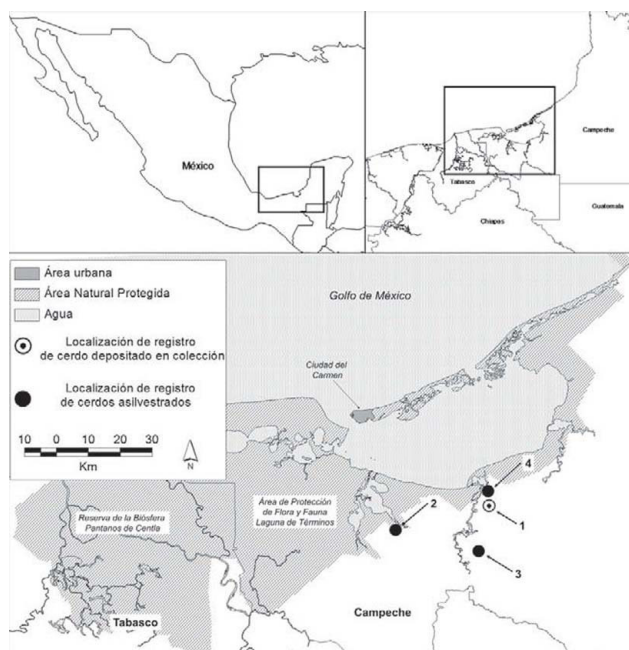 México
Campeche
Tabasco
Guatemala
Chiapas
Área urbana
Área Natural Protegida
Agua
Localización de registro
de cerdo depositado en colección
Localización de registro
de cerdos asilvestrados
10 0 10 20 30
Km
N
Golfo de México
Ciudad del
Carmen
Reserva de la Biósfera
Pantanos de Centla
Área de Protección
de Flora y Fauna
Laguna de Términos
4
2
1
3
Campeche
Tabasco